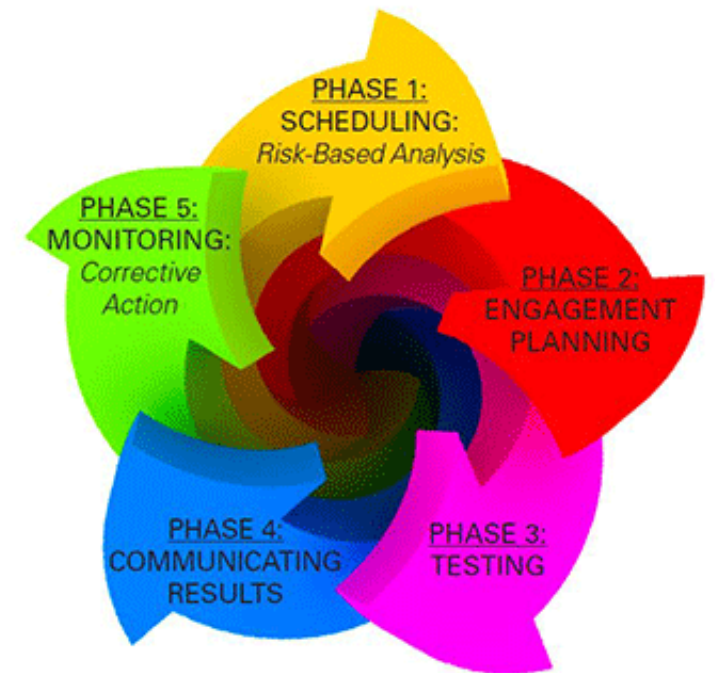 PHASE 1:
SCHEDULING:
Risk-Based Analysis
PHASE 2:
ENGAGEMENT
PLANNING
PHASE 3:
TESTING
PHASE 4:
COMMUNICATING
RESULTS
PHASE 5:
MONITORING:
Corrective
Action